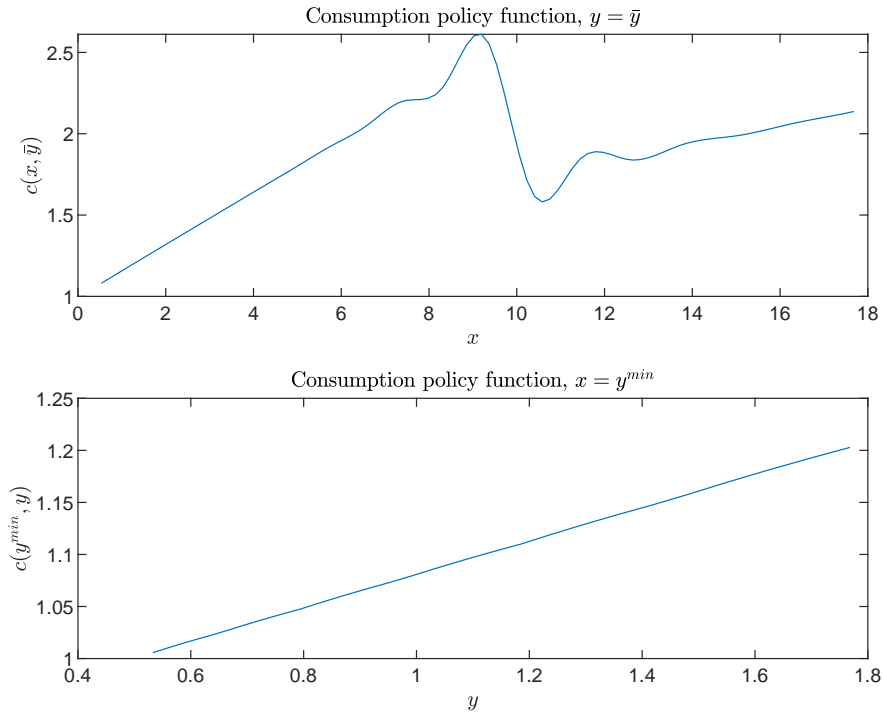 Consumption policy function, y = ȳ
2.5
2
1.5
1
c(x, ȳ)
0 2 4 6 8 10 12 14 16 18
x
Consumption policy function, x = y^{min}
1.25
1.2
1.15
1.1
1.05
1
c(y^{min}, y)
0.4 0.6 0.8 1 1.2 1.4 1.6 1.8
y